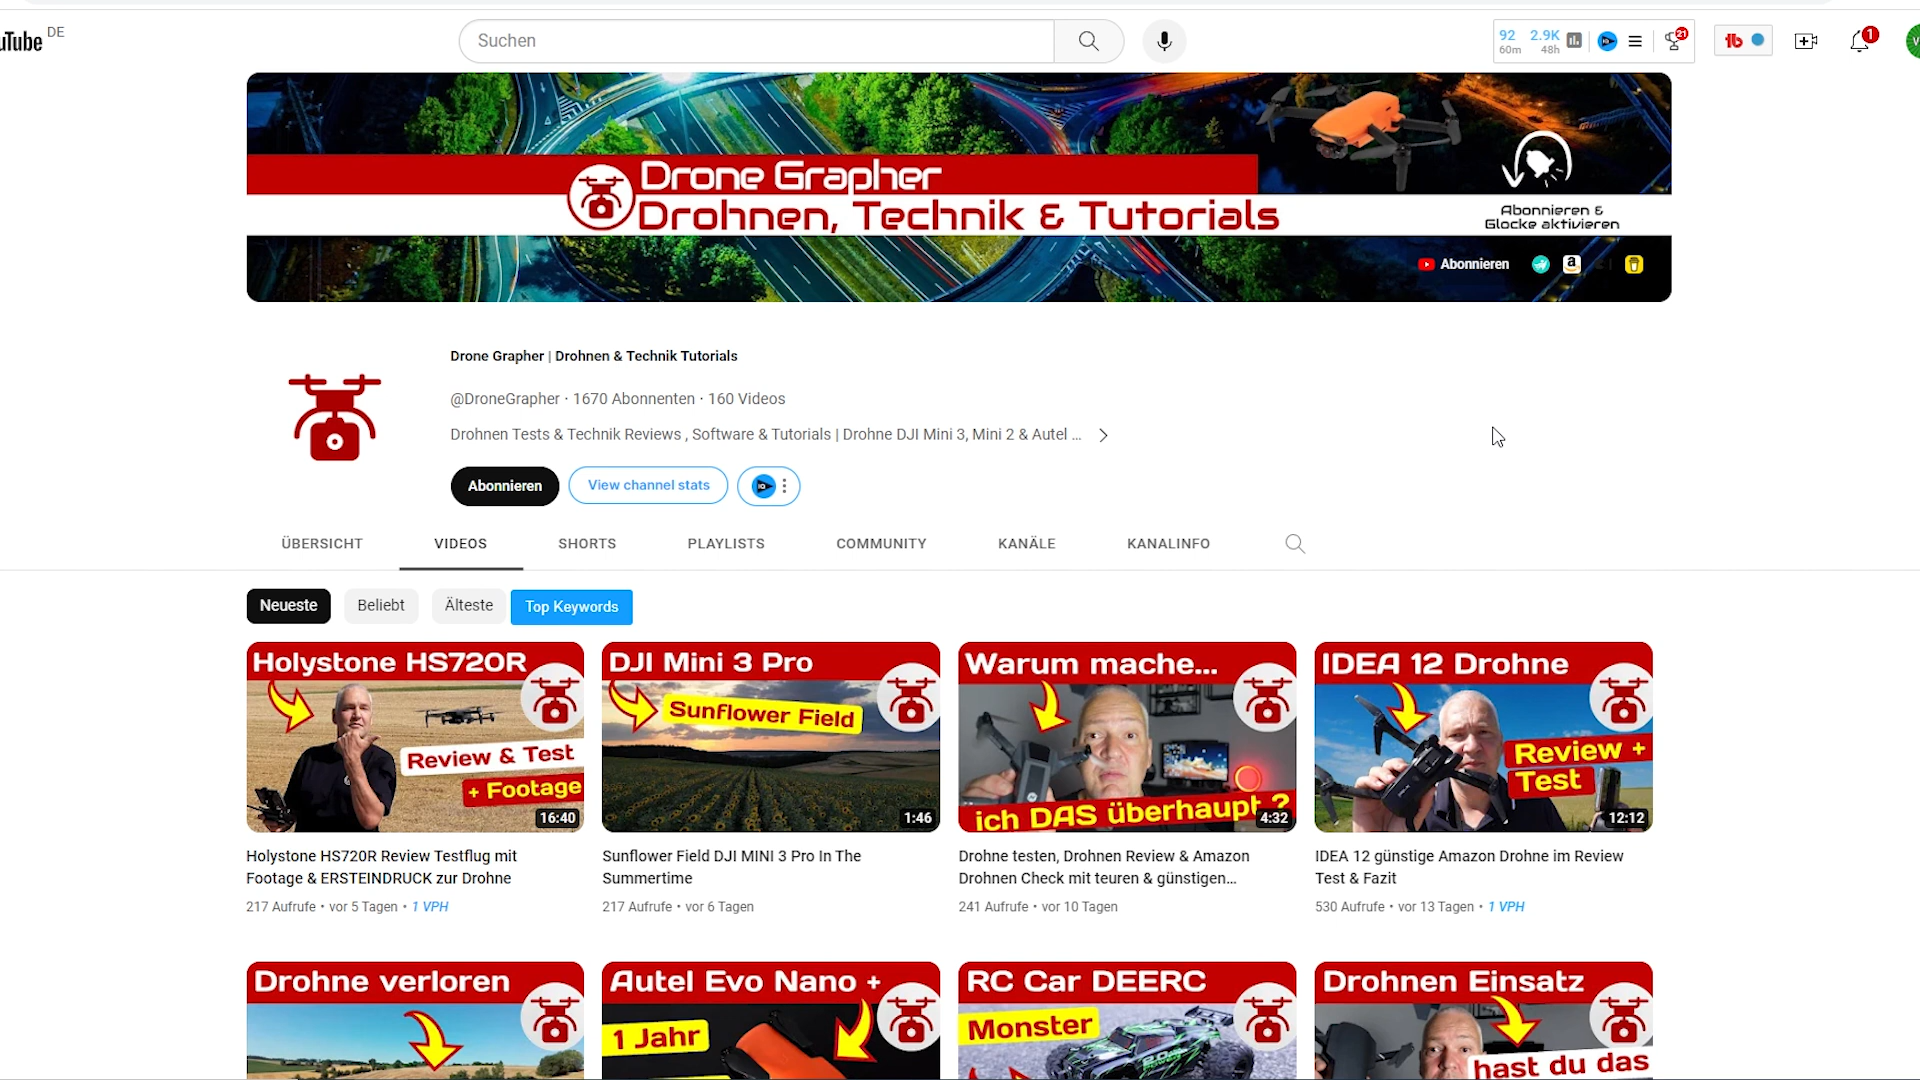 uTube DE
Suchen
92 2.9K
60m 48h
21
1
Drone Grapher
Drohnen, Technik & Tutorials
Abonnieren &
Glocke aktivieren
Abonnieren
Drone Grapher | Drohnen & Technik Tutorials
@DroneGrapher · 1670 Abonnenten · 160 Videos
Drohnen Tests & Technik Reviews , Software & Tutorials | Drohne DJI Mini 3, Mini 2 & Autel ...
Abonnieren
View channel stats
ÜBERSICHT
VIDEOS
SHORTS
PLAYLISTS
COMMUNITY
KANÄLE
KANALINFO
Neueste
Beliebt
Älteste
Top Keywords
Holystone HS720R
Review & Test
+ Footage
16:40
Holystone HS720R Review Testflug mit
Footage & ERSTEINDRUCK zur Drohne
217 Aufrufe • vor 5 Tagen • 1 VPH
DJI Mini 3 Pro
Sunflower Field
1:46
Sunflower Field DJI MINI 3 Pro In The
Summertime
217 Aufrufe • vor 6 Tagen
Warum mache...
ich DAS überhaupt ?
4:32
Drohne testen, Drohnen Review & Amazon
Drohnen Check mit teuren & günstigen...
241 Aufrufe • vor 10 Tagen
IDEA 12 Drohne
Review +
Test
12:12
IDEA 12 günstige Amazon Drohne im Review
Test & Fazit
530 Aufrufe • vor 13 Tagen • 1 VPH
Drohne verloren
Autel Evo Nano +
1 Jahr
RC Car DEERC
Monster
Drohnen Einsatz
hast du das